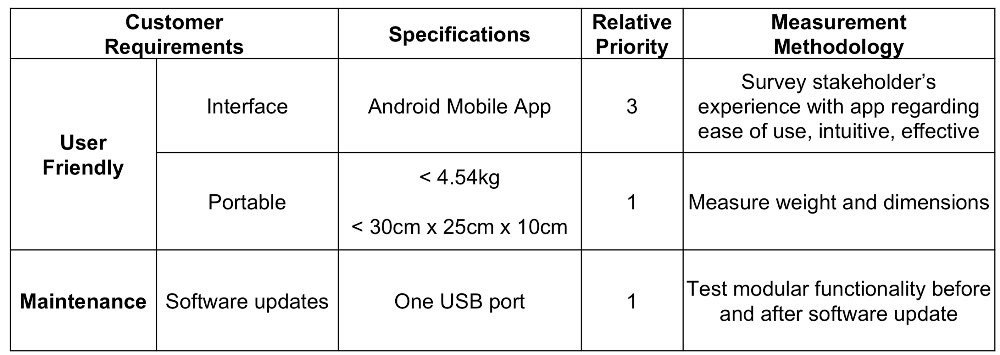 Customer
Requirements
Specifications
Relative
Priority
Measurement
Methodology
User
Friendly
Interface
Android Mobile App
3
Survey stakeholder’s
experience with app regarding
ease of use, intuitive, effective
Portable
< 4.54kg
< 30cm x 25cm x 10cm
1
Measure weight and dimensions
Maintenance
Software updates
One USB port
1
Test modular functionality before
and after software update